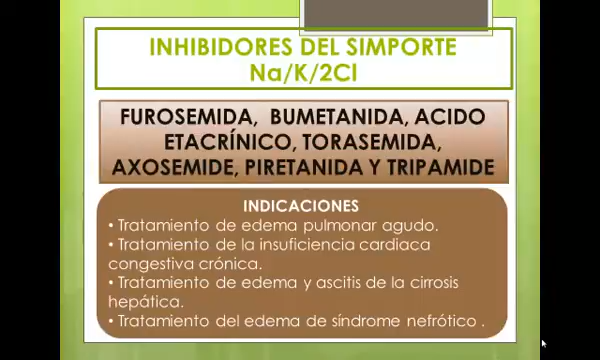 INHIBIDORES DEL SIMPORTE
Na/K/2Cl
FUROSEMIDA, BUMETANIDA, ACIDO
ETACRÍNICO, TORASEMIDA,
AXOSEMIDE, PIRETANIDA Y TRIPAMIDE
INDICACIONES
• Tratamiento de edema pulmonar agudo.
• Tratamiento de la insuficiencia cardiaca
congestiva crónica.
• Tratamiento de edema y ascitis de la cirrosis
hepática.
• Tratamiento del edema de síndrome nefrótico .